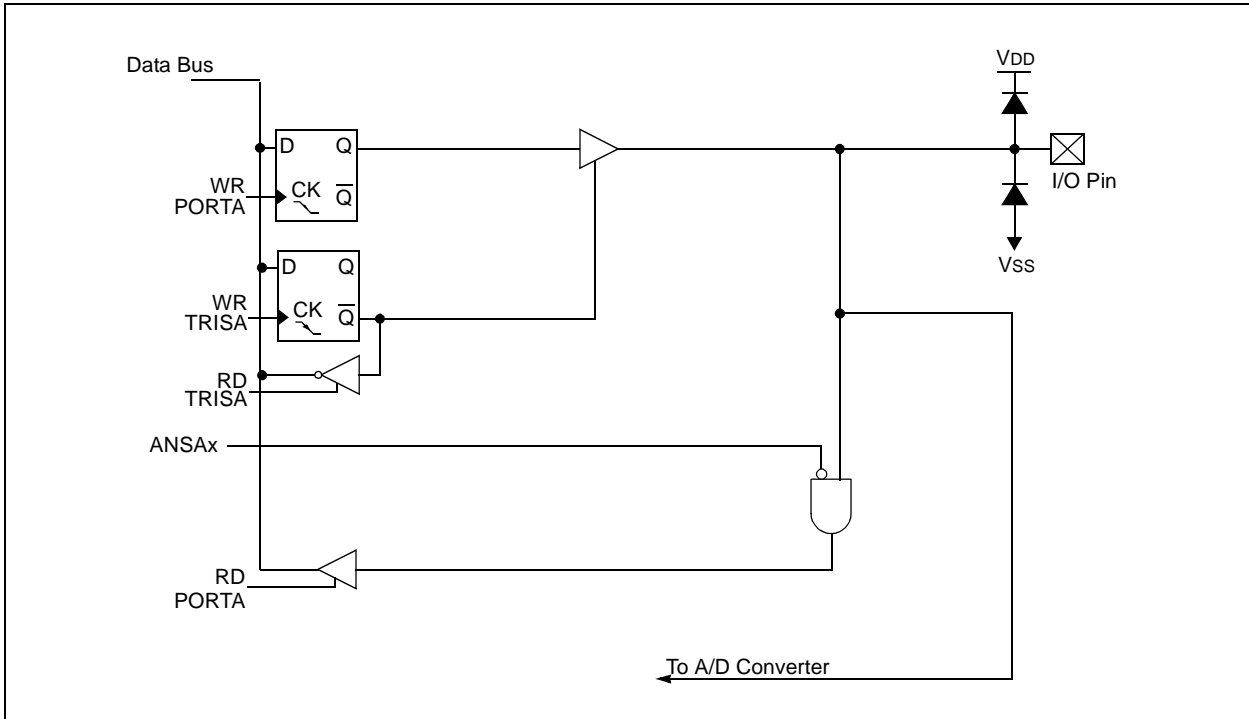 Data Bus
VDD
D Q
WR
PORTA
CK Q̅
I/O Pin
VSS
D Q
WR
TRISA
CK Q̅
RD
TRISA
ANSAx
RD
PORTA
To A/D Converter